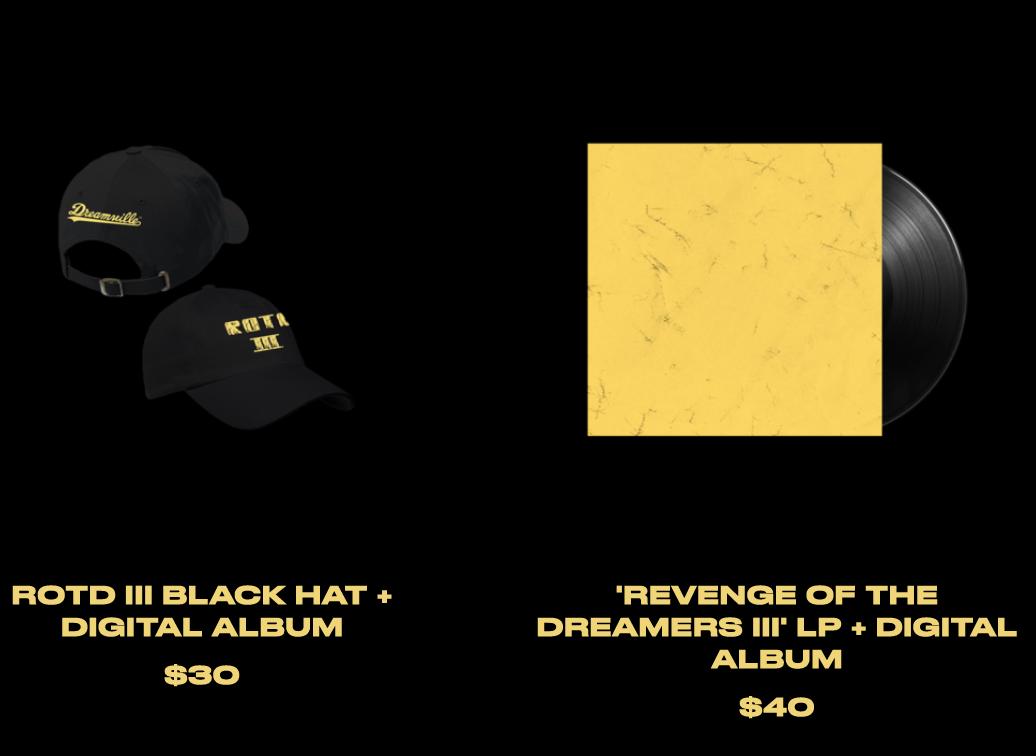 Dreamville
ROTD
III
ROTD III BLACK HAT +
DIGITAL ALBUM
$30
'REVENGE OF THE
DREAMERS III' LP + DIGITAL
ALBUM
$40